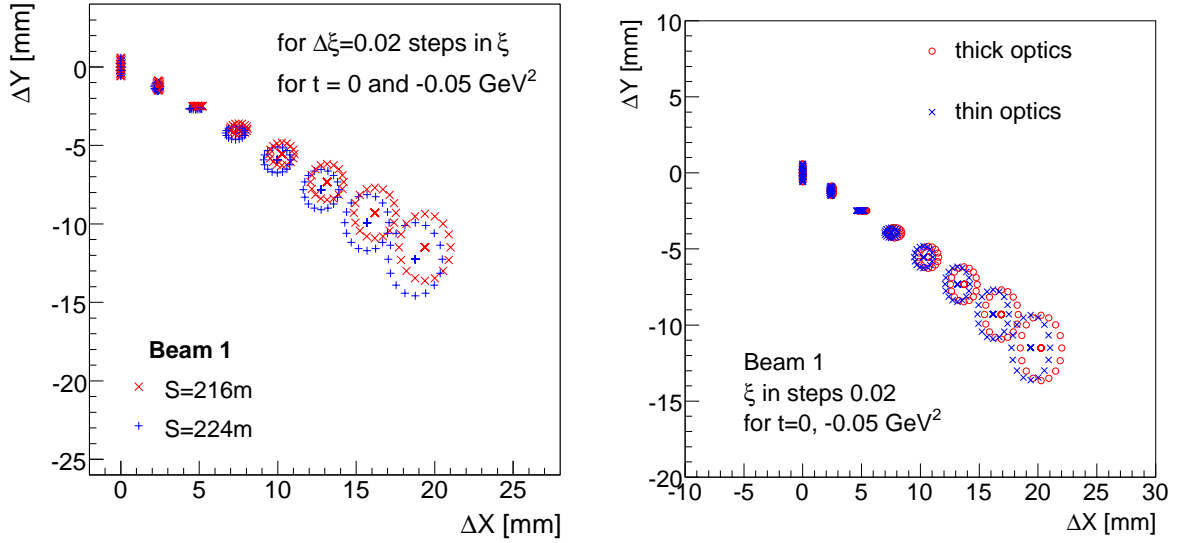 ΔY [mm]
for Δξ=0.02 steps in ξ
for t = 0 and -0.05 GeV²
0
-5
-10
-15
-20
-25
Beam 1
S=216m
S=224m
0 5 10 15 20 25
ΔX [mm]
ΔY [mm]
10
5
0
-5
-10
-15
-20
thick optics
thin optics
Beam 1
ξ in steps 0.02
for t=0, -0.05 GeV²
-10 -5 0 5 10 15 20 25 30
ΔX [mm]